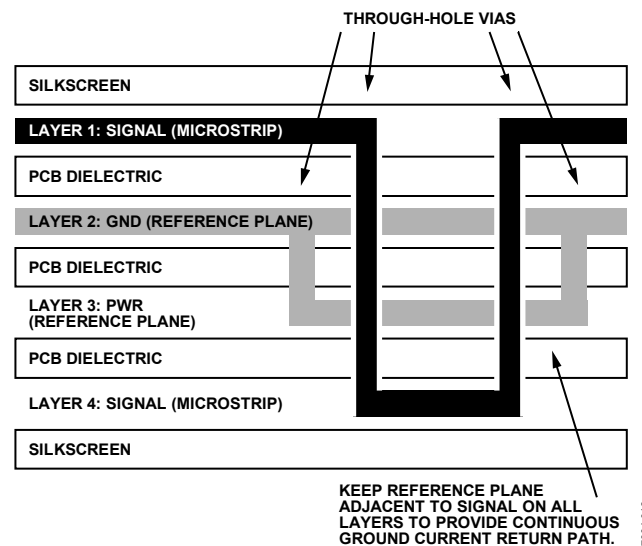 THROUGH-HOLE VIAS
SILKSCREEN
LAYER 1: SIGNAL (MICROSTRIP)
PCB DIELECTRIC
LAYER 2: GND (REFERENCE PLANE)
PCB DIELECTRIC
LAYER 3: PWR
(REFERENCE PLANE)
PCB DIELECTRIC
LAYER 4: SIGNAL (MICROSTRIP)
SILKSCREEN
KEEP REFERENCE PLANE
ADJACENT TO SIGNAL ON ALL
LAYERS TO PROVIDE CONTINUOUS
GROUND CURRENT RETURN PATH.